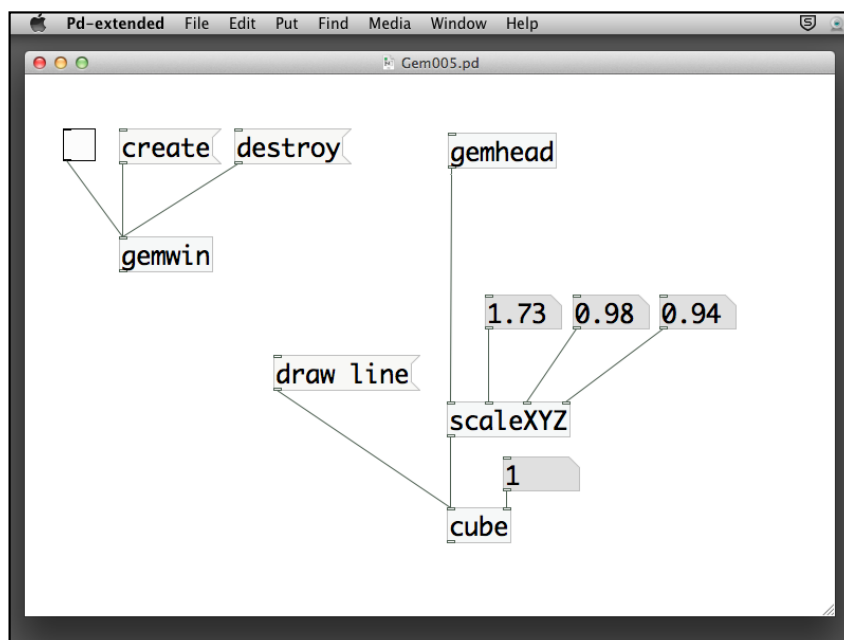 Pd-extended File Edit Put Find Media Window Help
Gem005.pd
create destroy
gemhead
gemwin
1.73 0.98 0.94
draw line
scaleXYZ
1
cube